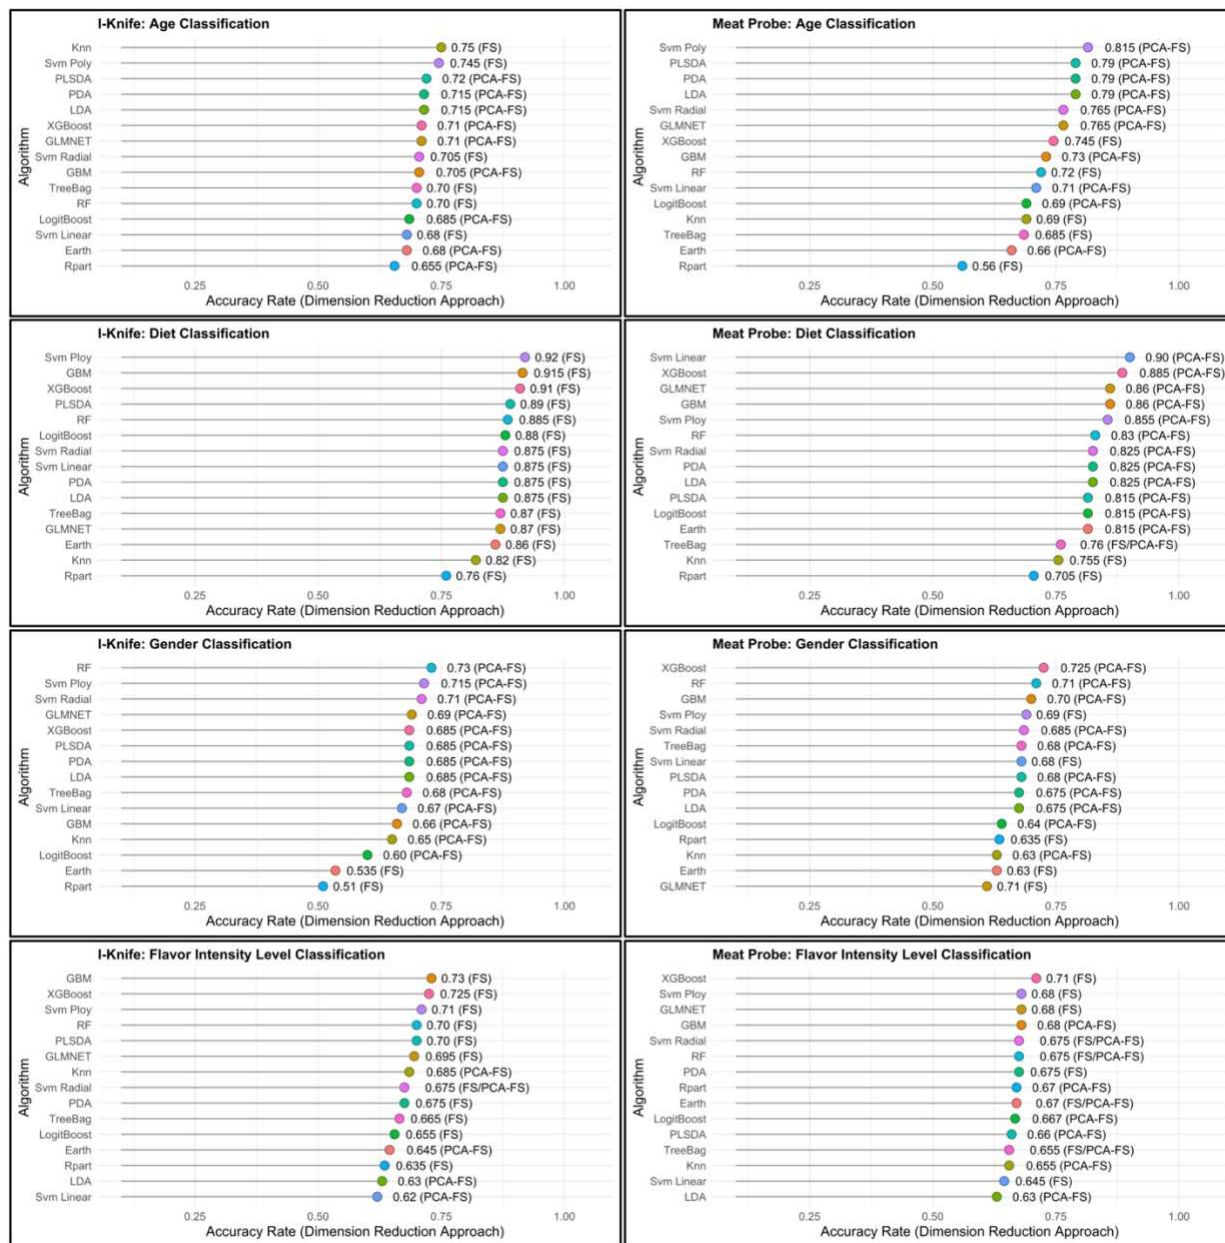 I-Knife: Age Classification
Algorithm
Knn 0.75 (FS)
Svm Poly 0.745 (FS)
PLSDA 0.72 (PCA-FS)
PDA 0.715 (PCA-FS)
LDA 0.715 (PCA-FS)
XGBoost 0.71 (PCA-FS)
GLMNET 0.71 (PCA-FS)
Svm Radial 0.705 (FS)
GBM 0.705 (PCA-FS)
TreeBag 0.70 (FS)
RF 0.70 (FS)
LogitBoost 0.685 (PCA-FS)
Svm Linear 0.68 (FS)
Earth 0.68 (PCA-FS)
Rpart 0.655 (PCA-FS)
0.25 0.50 0.75 1.00
Accuracy Rate (Dimension Reduction Approach)
Meat Probe: Age Classification
Algorithm
Svm Poly 0.815 (PCA-FS)
PLSDA 0.79 (PCA-FS)
PDA 0.79 (PCA-FS)
LDA 0.79 (PCA-FS)
Svm Radial 0.765 (PCA-FS)
GLMNET 0.765 (PCA-FS)
XGBoost 0.745 (FS)
GBM 0.73 (PCA-FS)
RF 0.72 (FS)
Svm Linear 0.71 (PCA-FS)
LogitBoost 0.69 (PCA-FS)
Knn 0.69 (FS)
TreeBag 0.685 (FS)
Earth 0.66 (PCA-FS)
Rpart 0.56 (FS)
0.25 0.50 0.75 1.00
Accuracy Rate (Dimension Reduction Approach)
I-Knife: Diet Classification
Algorithm
Svm Ploy 0.92 (FS)
GBM 0.915 (FS)
XGBoost 0.91 (FS)
PLSDA 0.89 (FS)
RF 0.885 (FS)
LogitBoost 0.88 (FS)
Svm Radial 0.875 (FS)
Svm Linear 0.875 (FS)
PDA 0.875 (FS)
LDA 0.875 (FS)
TreeBag 0.87 (FS)
GLMNET 0.87 (FS)
Earth 0.86 (FS)
Knn 0.82 (FS)
Rpart 0.76 (FS)
0.25 0.50 0.75 1.00
Accuracy Rate (Dimension Reduction Approach)
Meat Probe: Diet Classification
Algorithm
Svm Linear 0.90 (PCA-FS)
XGBoost 0.885 (PCA-FS)
GLMNET 0.86 (PCA-FS)
GBM 0.86 (PCA-FS)
Svm Ploy 0.855 (PCA-FS)
RF 0.83 (PCA-FS)
Svm Radial 0.825 (PCA-FS)
PDA 0.825 (PCA-FS)
LDA 0.825 (PCA-FS)
PLSDA 0.815 (PCA-FS)
LogitBoost 0.815 (PCA-FS)
Earth 0.815 (PCA-FS)
TreeBag 0.76 (FS/PCA-FS)
Knn 0.755 (FS)
Rpart 0.705 (FS)
0.25 0.50 0.75 1.00
Accuracy Rate (Dimension Reduction Approach)
I-Knife: Gender Classification
Algorithm
RF 0.73 (PCA-FS)
Svm Ploy 0.715 (PCA-FS)
Svm Radial 0.71 (PCA-FS)
GLMNET 0.69 (PCA-FS)
XGBoost 0.685 (PCA-FS)
PLSDA 0.685 (PCA-FS)
PDA 0.685 (PCA-FS)
LDA 0.685 (PCA-FS)
TreeBag 0.68 (PCA-FS)
Svm Linear 0.67 (PCA-FS)
GBM 0.66 (PCA-FS)
Knn 0.65 (PCA-FS)
LogitBoost 0.60 (PCA-FS)
Earth 0.535 (FS)
Rpart 0.51 (FS)
0.25 0.50 0.75 1.00
Accuracy Rate (Dimension Reduction Approach)
Meat Probe: Gender Classification
Algorithm
XGBoost 0.725 (PCA-FS)
RF 0.71 (PCA-FS)
GBM 0.70 (PCA-FS)
Svm Ploy 0.69 (FS)
Svm Radial 0.685 (PCA-FS)
TreeBag 0.68 (PCA-FS)
Svm Linear 0.68 (FS)
PLSDA 0.68 (PCA-FS)
PDA 0.675 (PCA-FS)
LDA 0.675 (PCA-FS)
LogitBoost 0.64 (PCA-FS)
Rpart 0.635 (FS)
Knn 0.63 (PCA-FS)
Earth 0.63 (FS)
GLMNET 0.71 (FS)
0.25 0.50 0.75 1.00
Accuracy Rate (Dimension Reduction Approach)
I-Knife: Flavor Intensity Level Classification
Algorithm
GBM 0.73 (FS)
XGBoost 0.725 (FS)
Svm Ploy 0.71 (FS)
RF 0.70 (FS)
PLSDA 0.70 (FS)
GLMNET 0.695 (FS)
Knn 0.685 (PCA-FS)
Svm Radial 0.675 (FS/PCA-FS)
PDA 0.675 (FS)
TreeBag 0.665 (FS)
LogitBoost 0.655 (FS)
Earth 0.645 (PCA-FS)
Rpart 0.635 (FS)
LDA 0.63 (PCA-FS)
Svm Linear 0.62 (PCA-FS)
0.25 0.50 0.75 1.00
Accuracy Rate (Dimension Reduction Approach)
Meat Probe: Flavor Intensity Level Classification
Algorithm
XGBoost 0.71 (FS)
Svm Ploy 0.68 (FS)
GLMNET 0.68 (FS)
GBM 0.68 (PCA-FS)
Svm Radial 0.675 (FS/PCA-FS)
RF 0.675 (FS/PCA-FS)
PDA 0.675 (FS)
Rpart 0.67 (PCA-FS)
Earth 0.67 (FS/PCA-FS)
LogitBoost 0.667 (PCA-FS)
PLSDA 0.66 (PCA-FS)
TreeBag 0.655 (FS/PCA-FS)
Knn 0.655 (PCA-FS)
Svm Linear 0.645 (FS)
LDA 0.63 (PCA-FS)
0.25 0.50 0.75 1.00
Accuracy Rate (Dimension Reduction Approach)